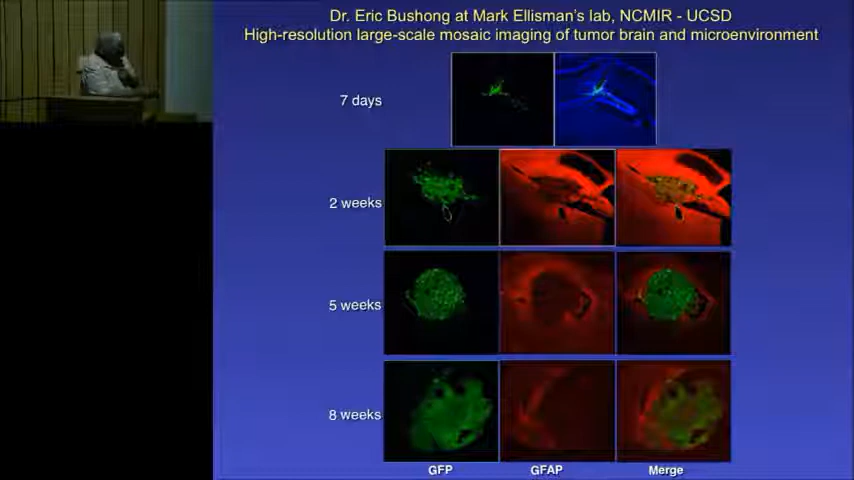 Dr. Eric Bushong at Mark Ellisman's lab, NCMIR - UCSD
High-resolution large-scale mosaic imaging of tumor brain and microenvironment
7 days
2 weeks
5 weeks
8 weeks
GFP
GFAP
Merge